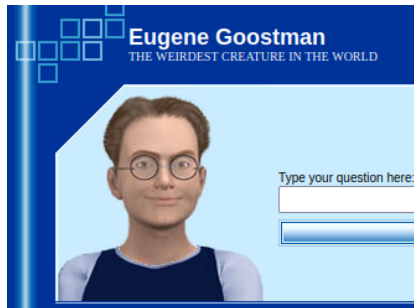 Eugene Goostman
THE WEIRDEST CREATURE IN THE WORLD
Type your question here: